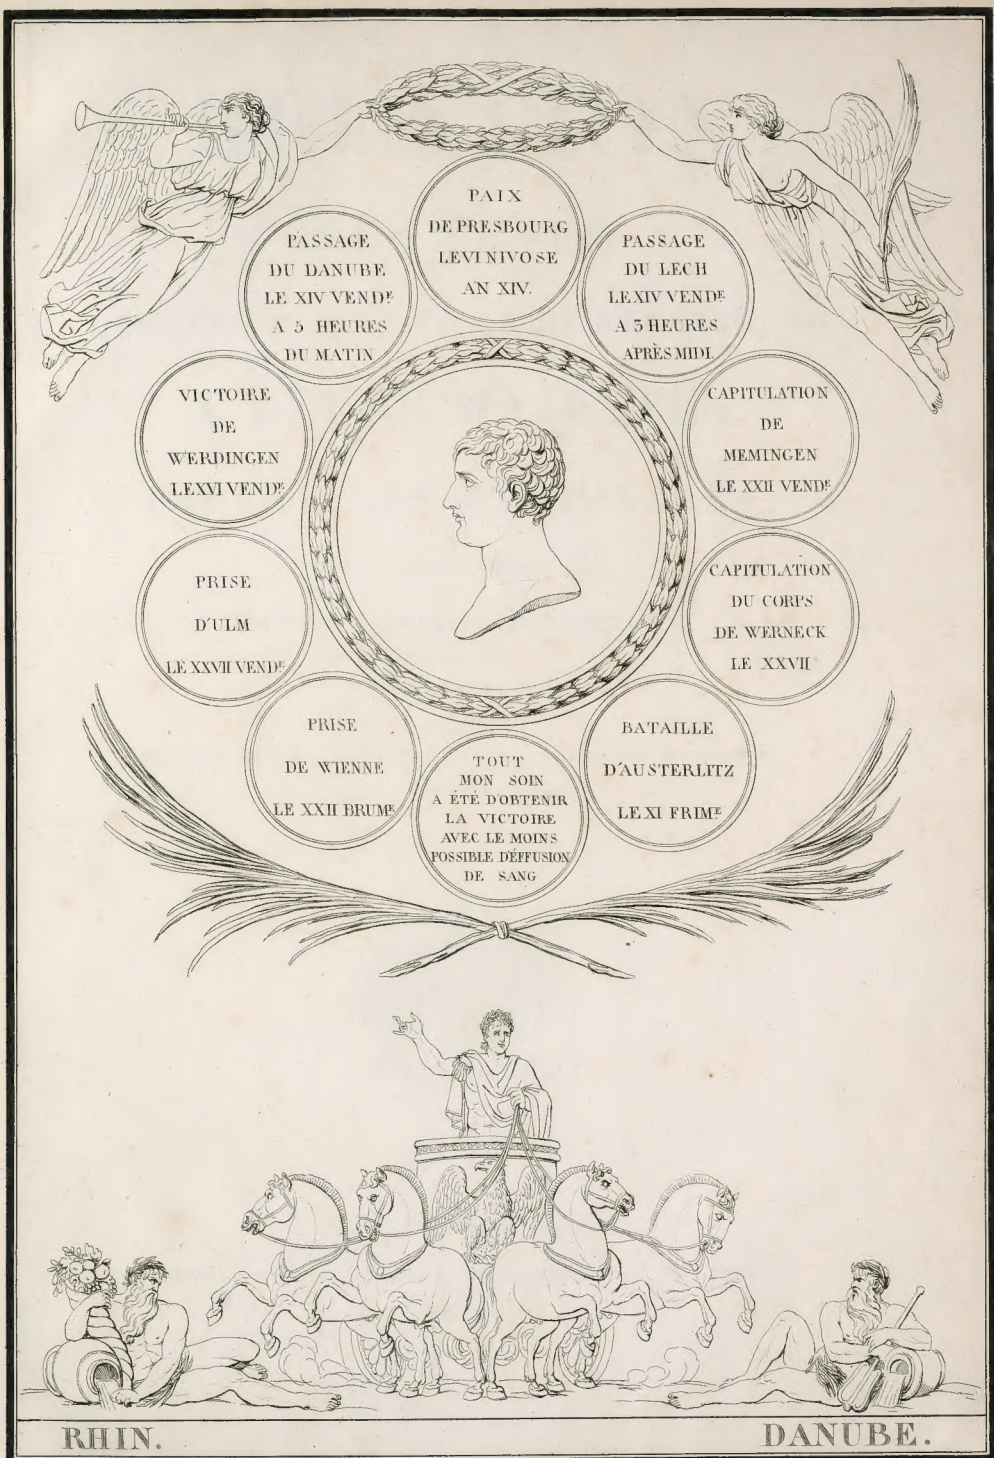 PAIX
DE PRESBOURG
LE VI NIVOSE
AN XIV.
PASSAGE
DU DANUBE
LE XIV VENDE
A 5 HEURES
DU MATIN
PASSAGE
DU LECH
LE XIV VENDE
A 3 HEURES
APRÈS MIDI.
VICTOIRE
DE
WERDINGEN
LE XVI VENDE
CAPITULATION
DE
MEMINGEN
LE XXII VENDE
PRISE
D'ULM
LE XXVII VENDE
CAPITULATION
DU CORPS
DE WERNECK
LE XXVII
PRISE
DE WIENNE
LE XXII BRUME
BATAILLE
D'AUSTERLITZ
LE XI FRIME
TOUT
MON SOIN
A ÉTÉ D'OBTENIR
LA VICTOIRE
AVEC LE MOINS
POSSIBLE D'ÉFFUSION
DE SANG
RHIN.
DANUBE.